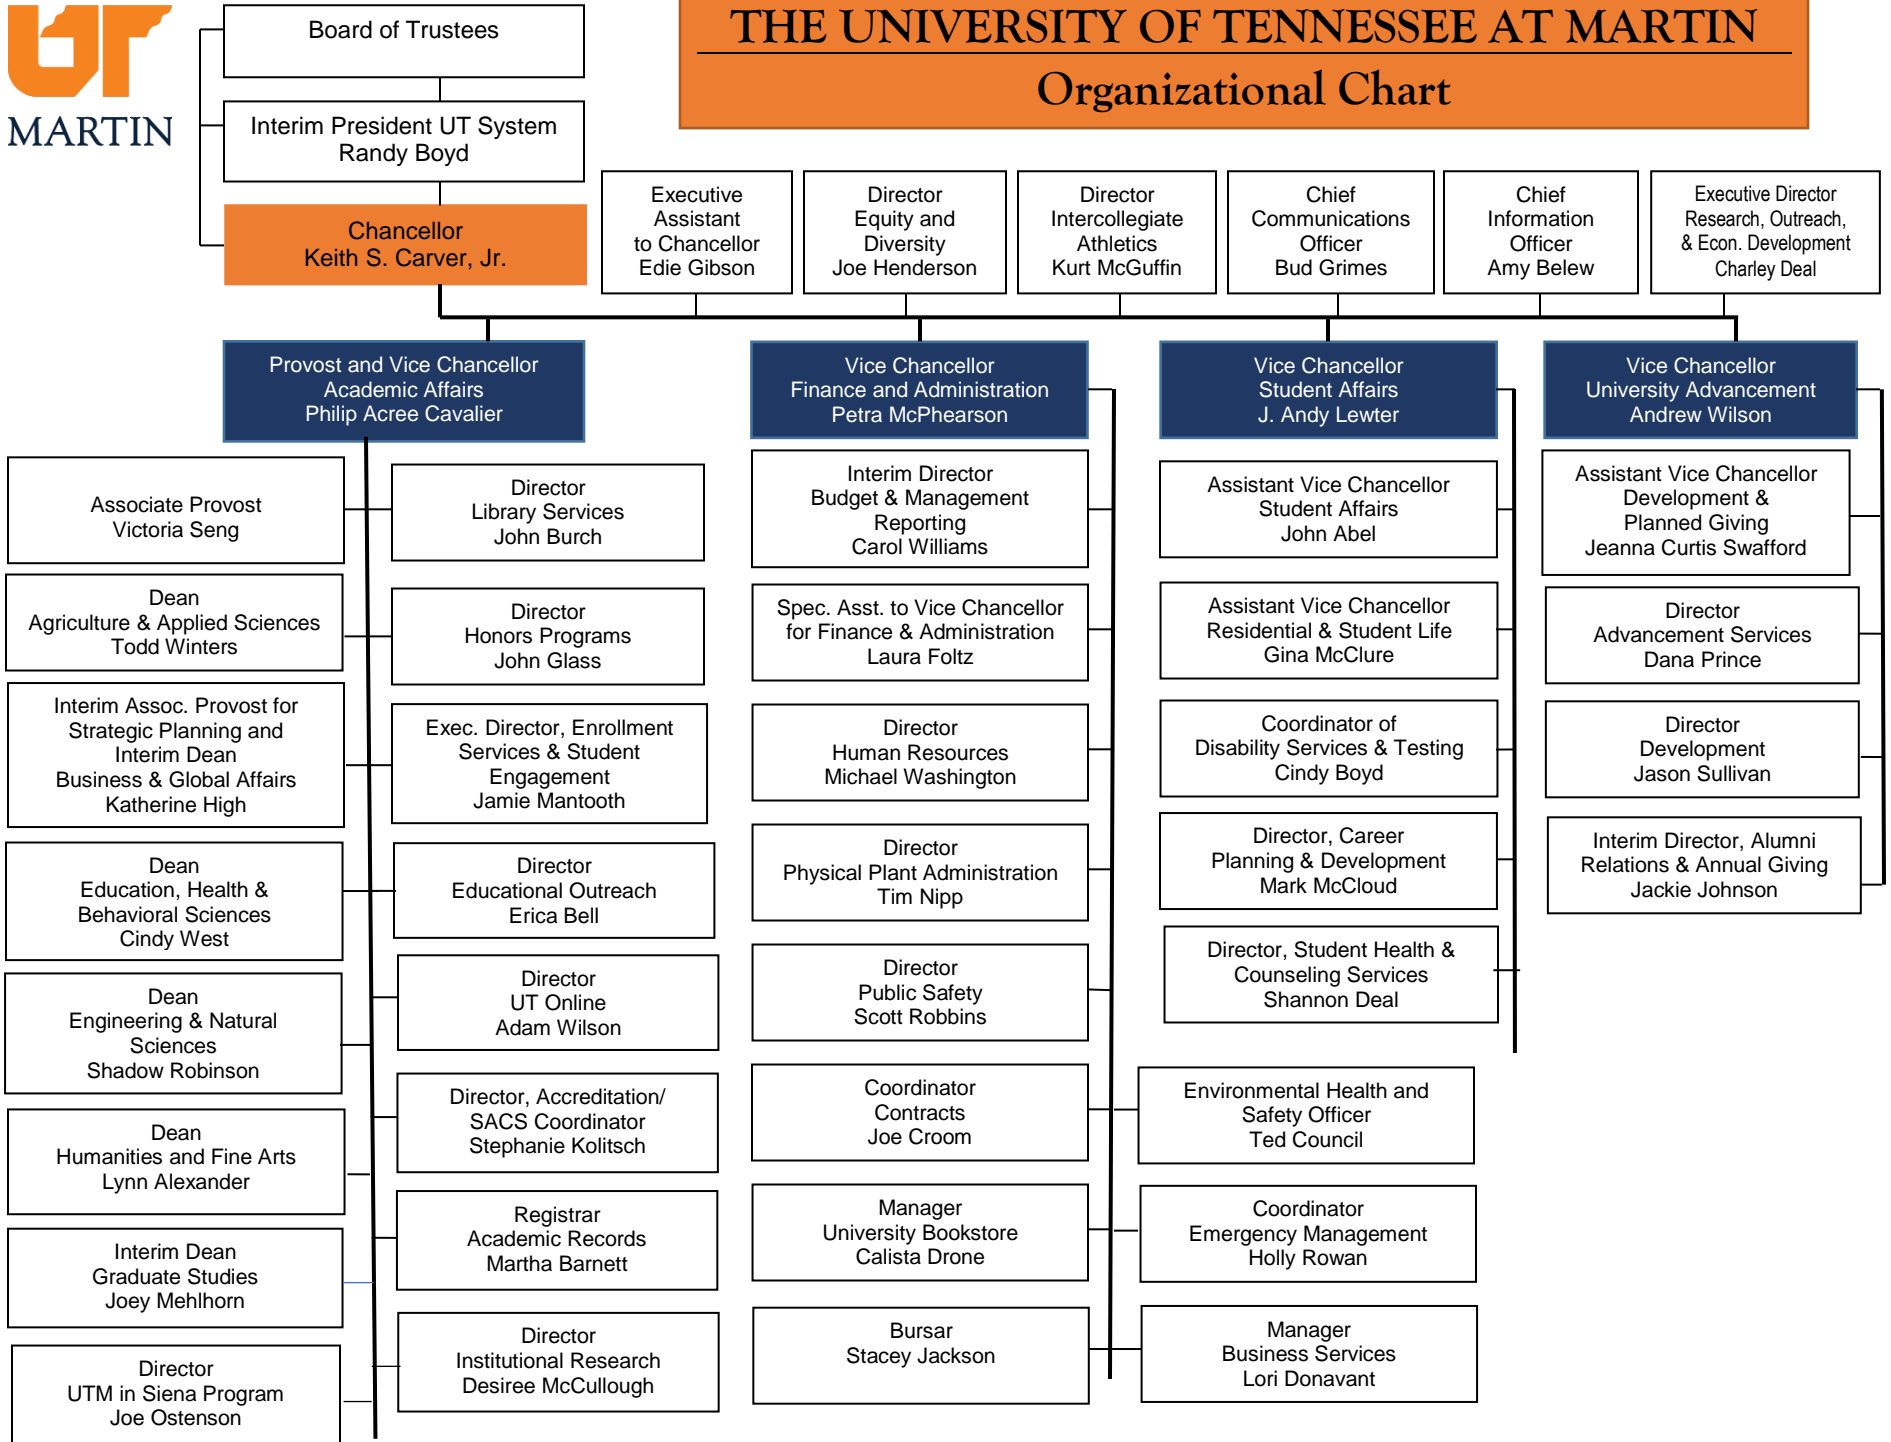 UT
MARTIN
Board of Trustees
Interim President UT System
Randy Boyd
Chancellor
Keith S. Carver, Jr.
THE UNIVERSITY OF TENNESSEE AT MARTIN
Organizational Chart
Executive
Assistant
to Chancellor
Edie Gibson
Director
Equity and
Diversity
Joe Henderson
Director
Intercollegiate
Athletics
Kurt McGuffin
Chief
Communications
Officer
Bud Grimes
Chief
Information
Officer
Amy Belew
Executive Director
Research, Outreach,
& Econ. Development
Charley Deal
Provost and Vice Chancellor
Academic Affairs
Philip Acree Cavalier
Vice Chancellor
Finance and Administration
Petra McPhearson
Vice Chancellor
Student Affairs
J. Andy Lewter
Vice Chancellor
University Advancement
Andrew Wilson
Associate Provost
Victoria Seng
Dean
Agriculture & Applied Sciences
Todd Winters
Interim Assoc. Provost for
Strategic Planning and
Interim Dean
Business & Global Affairs
Katherine High
Dean
Education, Health &
Behavioral Sciences
Cindy West
Dean
Engineering & Natural
Sciences
Shadow Robinson
Dean
Humanities and Fine Arts
Lynn Alexander
Interim Dean
Graduate Studies
Joey Mehlhorn
Director
UTM in Siena Program
Joe Ostenson
Director
Library Services
John Burch
Director
Honors Programs
John Glass
Exec. Director, Enrollment
Services & Student
Engagement
Jamie Mantooth
Director
Educational Outreach
Erica Bell
Director
UT Online
Adam Wilson
Director, Accreditation/
SACS Coordinator
Stephanie Kolitsch
Registrar
Academic Records
Martha Barnett
Director
Institutional Research
Desiree McCullough
Interim Director
Budget & Management
Reporting
Carol Williams
Spec. Asst. to Vice Chancellor
for Finance & Administration
Laura Foltz
Director
Human Resources
Michael Washington
Director
Physical Plant Administration
Tim Nipp
Director
Public Safety
Scott Robbins
Coordinator
Contracts
Joe Croom
Manager
University Bookstore
Calista Drone
Bursar
Stacey Jackson
Assistant Vice Chancellor
Student Affairs
John Abel
Assistant Vice Chancellor
Residential & Student Life
Gina McClure
Coordinator of
Disability Services & Testing
Cindy Boyd
Director, Career
Planning & Development
Mark McCloud
Director, Student Health &
Counseling Services
Shannon Deal
Environmental Health and
Safety Officer
Ted Council
Coordinator
Emergency Management
Holly Rowan
Manager
Business Services
Lori Donavant
Assistant Vice Chancellor
Development &
Planned Giving
Jeanna Curtis Swafford
Director
Advancement Services
Dana Prince
Director
Development
Jason Sullivan
Interim Director, Alumni
Relations & Annual Giving
Jackie Johnson